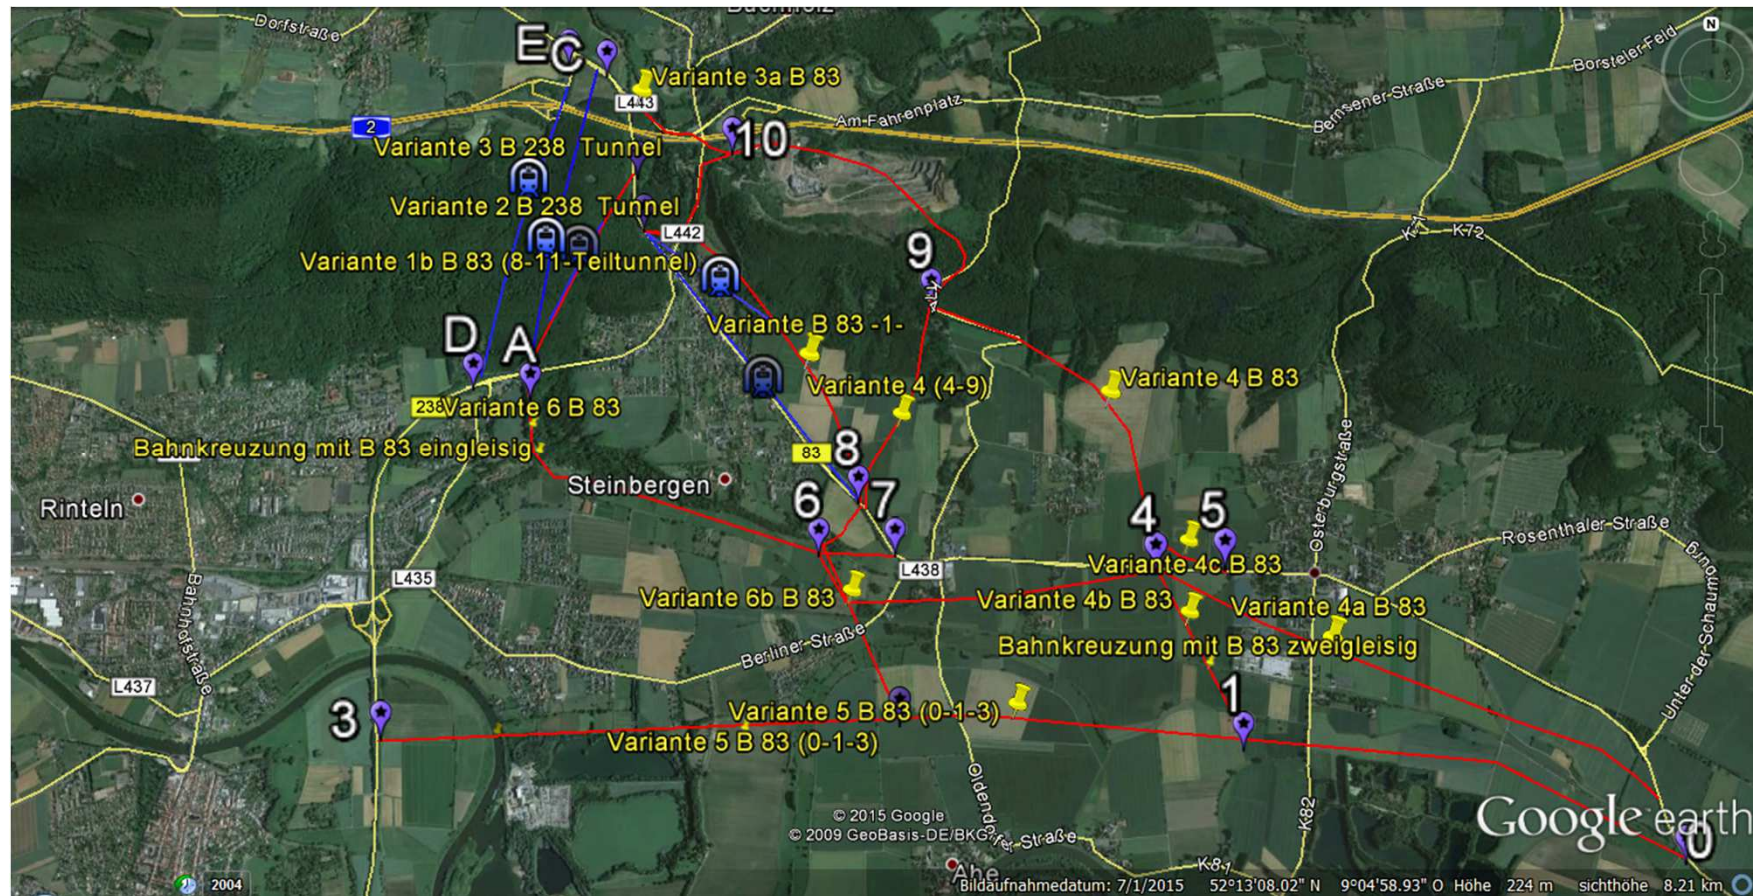 Dorfstraße
E
C
Variante 3a B 83
L443
Borsteler Feld
Bernsener Straße
N
2
Am Fahrenplatz
10
Variante 3 B 238 Tunnel
Variante 2 B 238 Tunnel
L442
K72
Variante 1b B 83 (8-11-Teiltunnel)
9
D
A
Variante B 83 -1-
Variante 4 (4-9)
Variante 4 B 83
238
Variante 6 B 83
Bahnkreuzung mit B 83 eingleisig
83
8
Steinbergen
Rinteln
6
7
4
5
Osterburgstraße
Rosenthaler Straße
L435
L438
Variante 4c B 83
Variante 6b B 83
Variante 4b B 83
Variante 4a B 83
Bahnhofstraße
Berliner Straße
Bahnkreuzung mit B 83 zweigleisig
Unter der Schaumburg
L437
3
1
Variante 5 B 83 (0-1-3)
Variante 5 B 83 (0-1-3)
K82
© 2015 Google
© 2009 GeoBasis-DE/BKG
Oldendorfer Straße
Google earth
0
K81
Ahe
2004
Bildaufnahmedatum: 7/1/2015 52°13'08.02" N 9°04'58.93" O Höhe 224 m sichthöhe 8.21 km